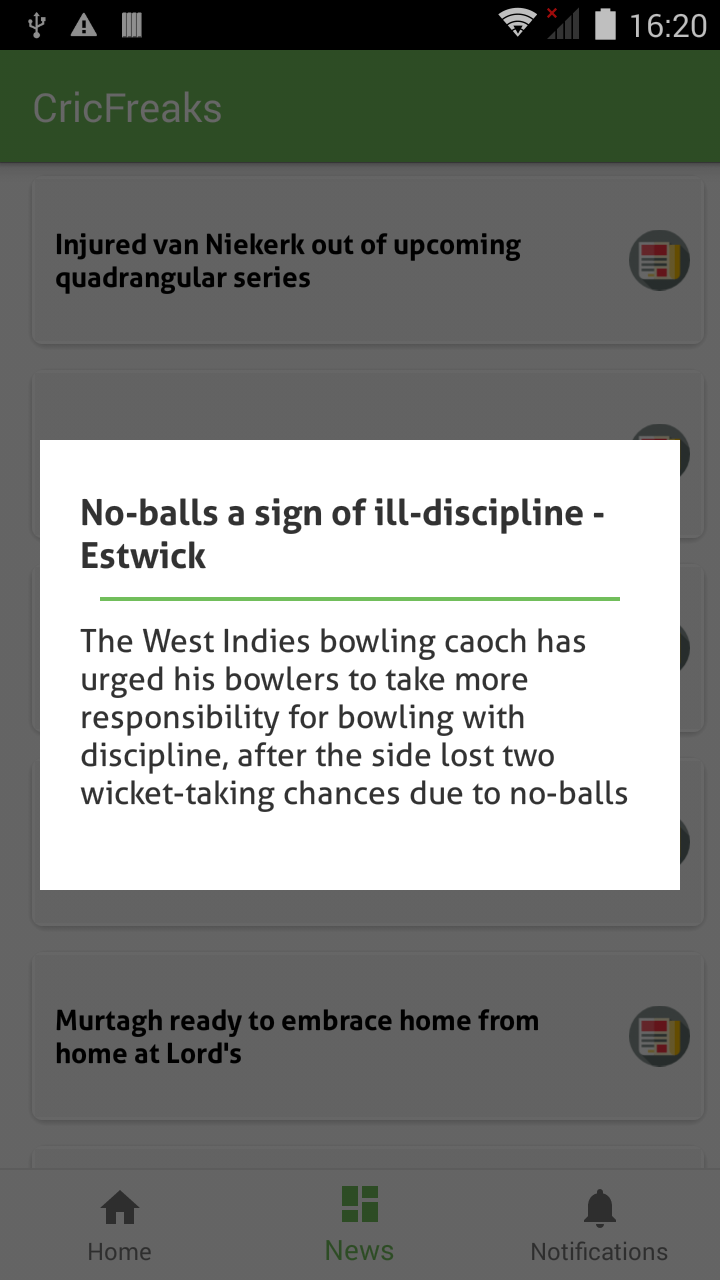 16:20
CricFreaks
Injured van Niekerk out of upcoming
quadrangular series
No-balls a sign of ill-discipline -
Estwick
The West Indies bowling caoch has
urged his bowlers to take more
responsibility for bowling with
discipline, after the side lost two
wicket-taking chances due to no-balls
Murtagh ready to embrace home from
home at Lord's
Home
News
Notifications